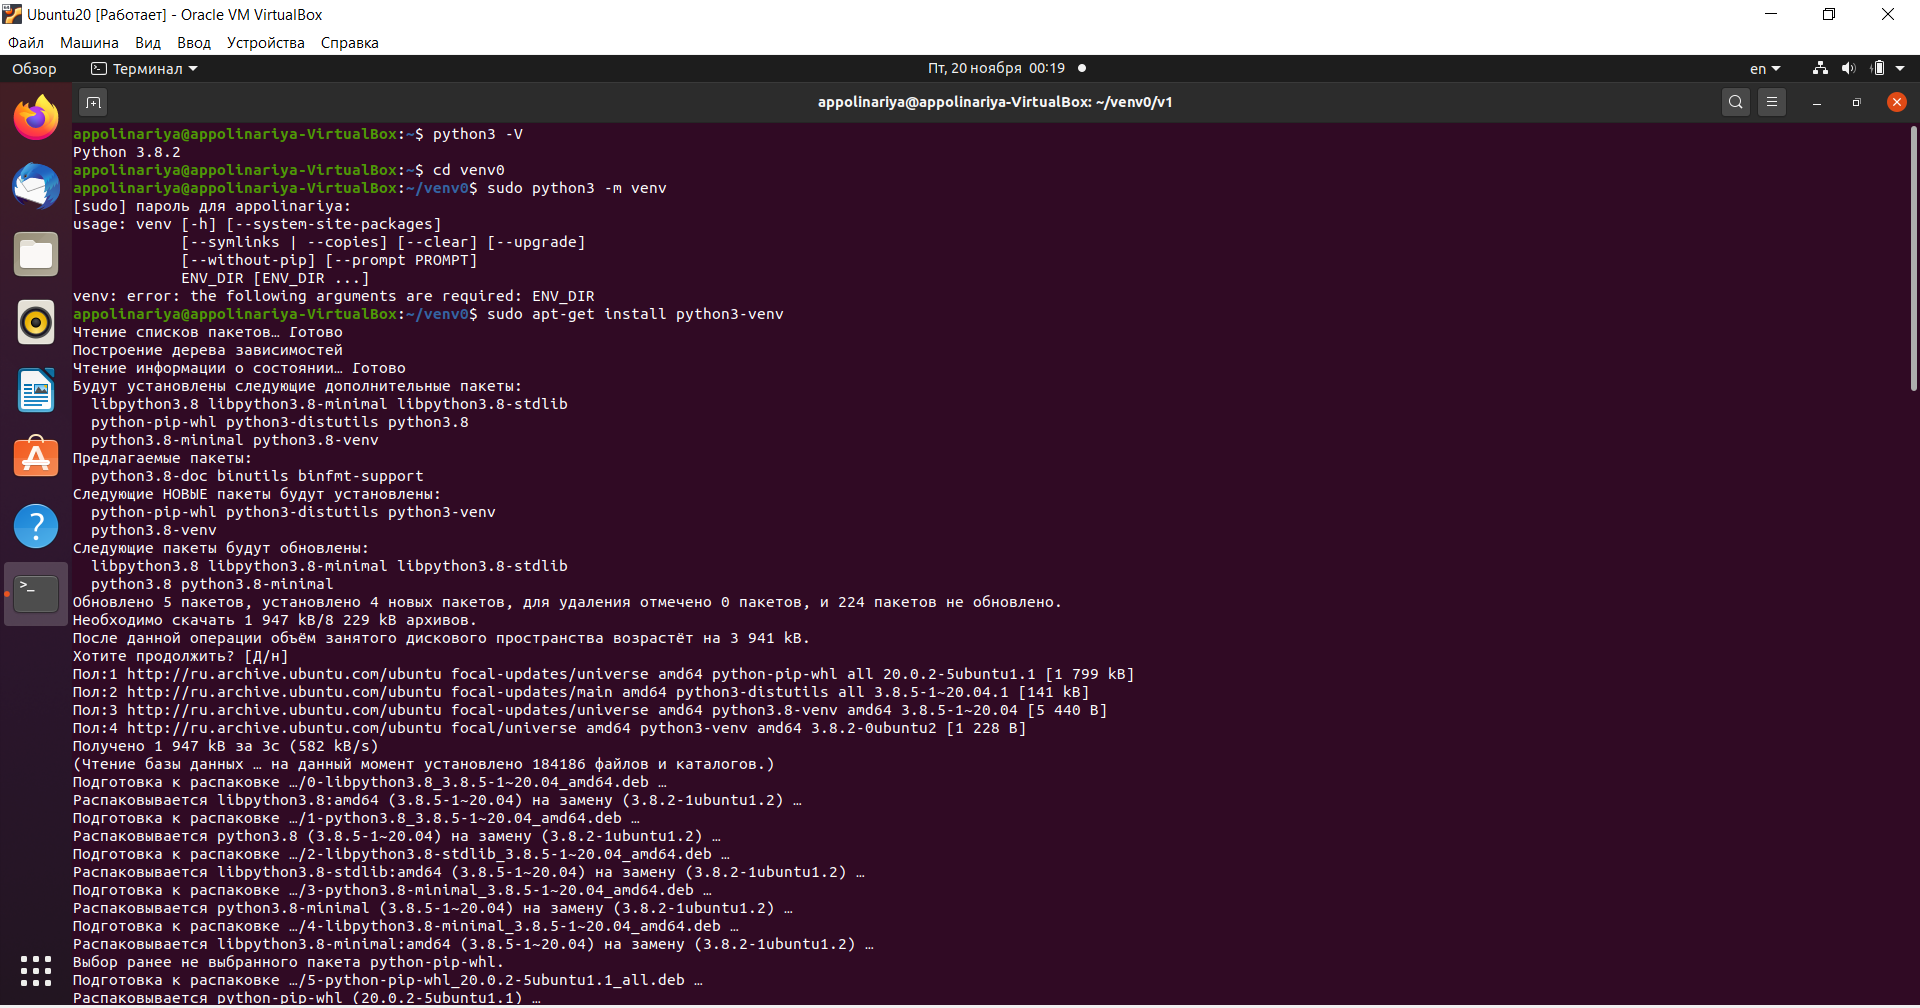 Ubuntu20 [Работает] - Oracle VM VirtualBox
Файл Машина Вид Ввод Устройства Справка
Обзор Терминал Пт, 20 ноября 00:19 en
appolinariya@appolinariya-VirtualBox: ~/venv0/v1
appolinariya@appolinariya-VirtualBox:~$ python3 -V
Python 3.8.2
appolinariya@appolinariya-VirtualBox:~$ cd venv0
appolinariya@appolinariya-VirtualBox:~/venv0$ sudo python3 -m venv
[sudo] пароль для appolinariya:
usage: venv [-h] [--system-site-packages]
[--symlinks | --copies] [--clear] [--upgrade]
[--without-pip] [--prompt PROMPT]
ENV_DIR [ENV_DIR ...]
venv: error: the following arguments are required: ENV_DIR
appolinariya@appolinariya-VirtualBox:~/venv0$ sudo apt-get install python3-venv
Чтение списков пакетов… Готово
Построение дерева зависимостей
Чтение информации о состоянии… Готово
Будут установлены следующие дополнительные пакеты:
libpython3.8 libpython3.8-minimal libpython3.8-stdlib
python-pip-whl python3-distutils python3.8
python3.8-minimal python3.8-venv
Предлагаемые пакеты:
python3.8-doc binutils binfmt-support
Следующие НОВЫЕ пакеты будут установлены:
python-pip-whl python3-distutils python3-venv
python3.8-venv
Следующие пакеты будут обновлены:
libpython3.8 libpython3.8-minimal libpython3.8-stdlib
python3.8 python3.8-minimal
Обновлено 5 пакетов, установлено 4 новых пакетов, для удаления отмечено 0 пакетов, и 224 пакетов не обновлено.
Необходимо скачать 1 947 kB/8 229 kB архивов.
После данной операции объём занятого дискового пространства возрастёт на 3 941 kB.
Хотите продолжить? [Д/н]
Пол:1 http://ru.archive.ubuntu.com/ubuntu focal-updates/universe amd64 python-pip-whl all 20.0.2-5ubuntu1.1 [1 799 kB]
Пол:2 http://ru.archive.ubuntu.com/ubuntu focal-updates/main amd64 python3-distutils all 3.8.5-1~20.04.1 [141 kB]
Пол:3 http://ru.archive.ubuntu.com/ubuntu focal-updates/universe amd64 python3.8-venv amd64 3.8.5-1~20.04 [5 440 B]
Пол:4 http://ru.archive.ubuntu.com/ubuntu focal/universe amd64 python3-venv amd64 3.8.2-0ubuntu2 [1 228 B]
Получено 1 947 kB за 3с (582 kB/s)
(Чтение базы данных … на данный момент установлено 184186 файлов и каталогов.)
Подготовка к распаковке …/0-libpython3.8_3.8.5-1~20.04_amd64.deb …
Распаковывается libpython3.8:amd64 (3.8.5-1~20.04) на замену (3.8.2-1ubuntu1.2) …
Подготовка к распаковке …/1-python3.8_3.8.5-1~20.04_amd64.deb …
Распаковывается python3.8 (3.8.5-1~20.04) на замену (3.8.2-1ubuntu1.2) …
Подготовка к распаковке …/2-libpython3.8-stdlib_3.8.5-1~20.04_amd64.deb …
Распаковывается libpython3.8-stdlib:amd64 (3.8.5-1~20.04) на замену (3.8.2-1ubuntu1.2) …
Подготовка к распаковке …/3-python3.8-minimal_3.8.5-1~20.04_amd64.deb …
Распаковывается python3.8-minimal (3.8.5-1~20.04) на замену (3.8.2-1ubuntu1.2) …
Подготовка к распаковке …/4-libpython3.8-minimal_3.8.5-1~20.04_amd64.deb …
Распаковывается libpython3.8-minimal:amd64 (3.8.5-1~20.04) на замену (3.8.2-1ubuntu1.2) …
Выбор ранее не выбранного пакета python-pip-whl.
Подготовка к распаковке …/5-python-pip-whl_20.0.2-5ubuntu1.1_all.deb …
Распаковывается python-pip-whl (20.0.2-5ubuntu1.1) …